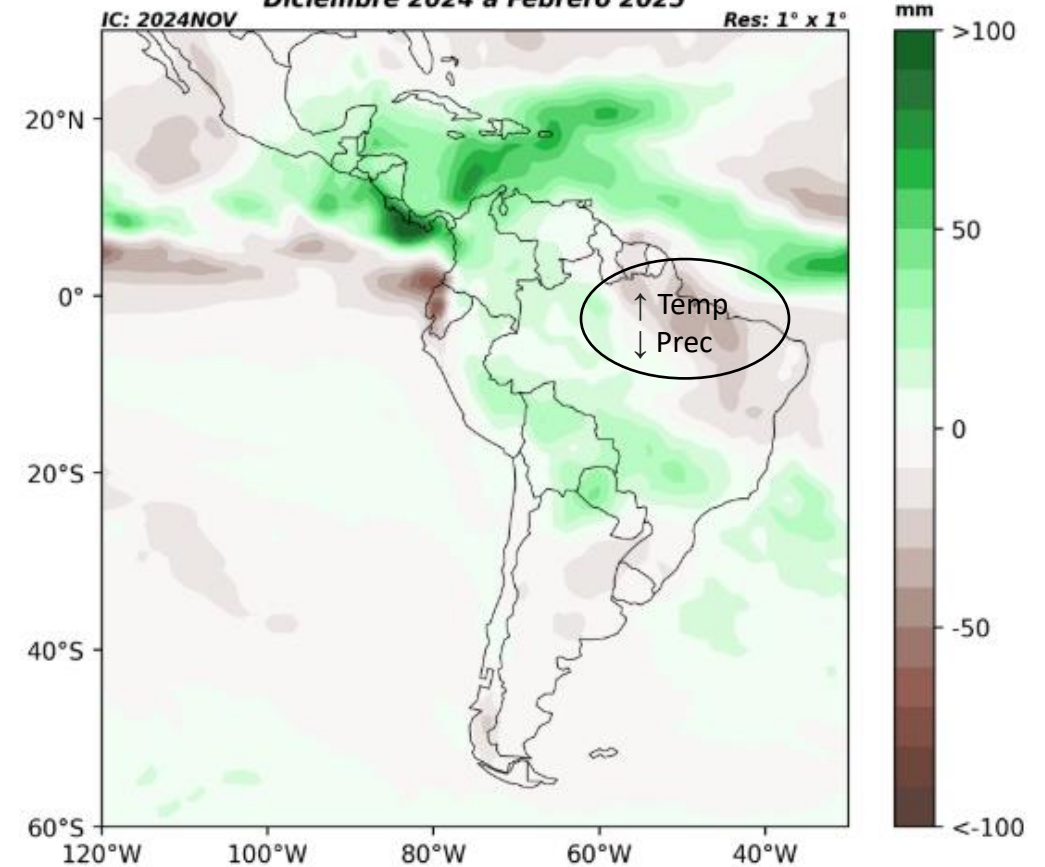 Diciembre 2024 a Febrero 2025
IC: 2024NOV
Res: 1° x 1°
mm
>100
50
0
-50
<-100
20°N
0°
20°S
40°S
60°S
120°W
100°W
80°W
60°W
40°W
↑ Temp
↓ Prec